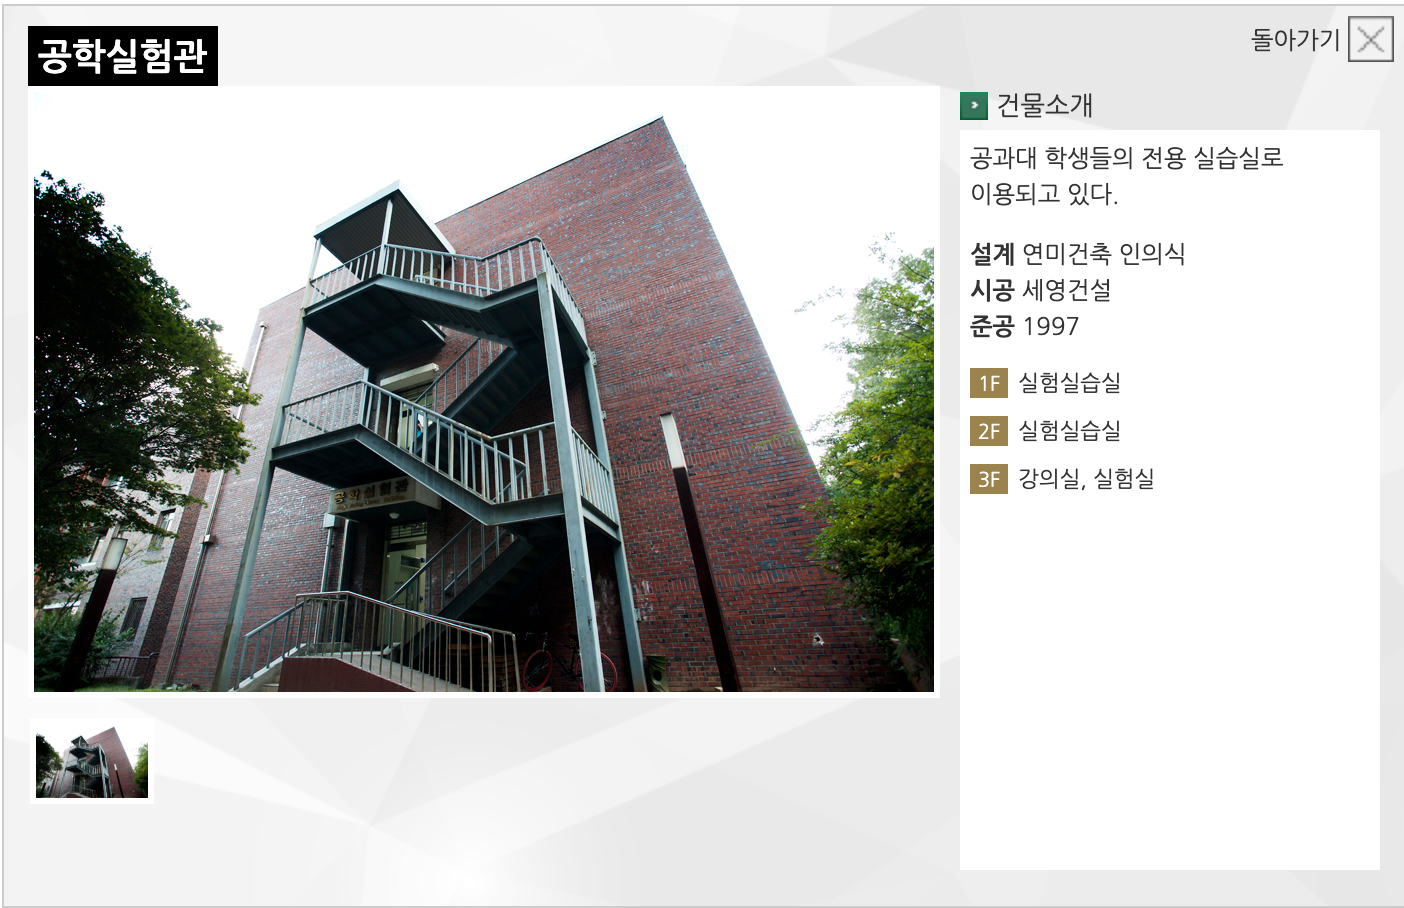 공학실험관
돌아가기
건물소개
공과대 학생들의 전용 실습실로
이용되고 있다.
설계 연미건축 인의식
시공 세영건설
준공 1997
1F 실험실습실
2F 실험실습실
3F 강의실, 실험실
공학실험관